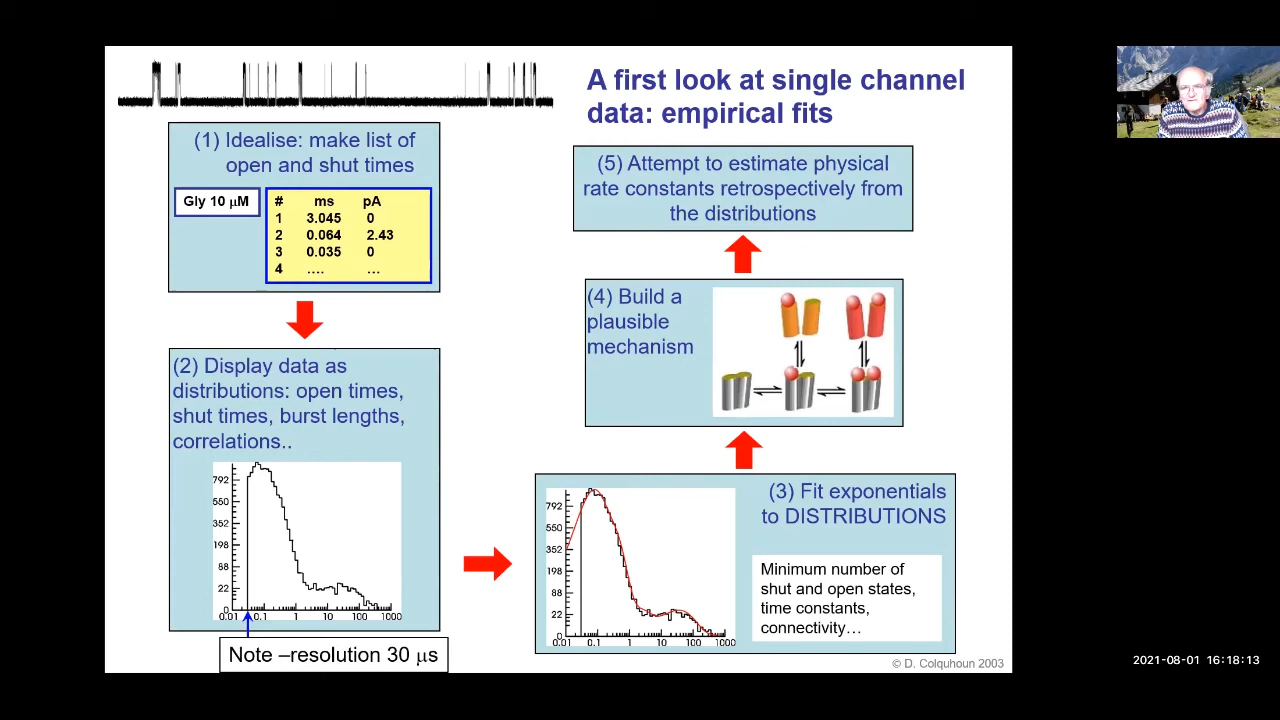 A first look at single channel
data: empirical fits
(1) Idealise: make list of
open and shut times
Gly 10 μM
# ms pA
1 3.045 0
2 0.064 2.43
3 0.035 0
4 .... ...
(2) Display data as
distributions: open times,
shut times, burst lengths,
correlations..
792
550
352
198
88
22
0
0.01 0.1 1 10 100 1000
Note –resolution 30 μs
(3) Fit exponentials
to DISTRIBUTIONS
792
550
352
198
88
22
0
0.01 0.1 1 10 100 1000
Minimum number of
shut and open states,
time constants,
connectivity…
(4) Build a
plausible
mechanism
(5) Attempt to estimate physical
rate constants retrospectively from
the distributions
© D. Colquhoun 2003
2021-08-01 16:18:13